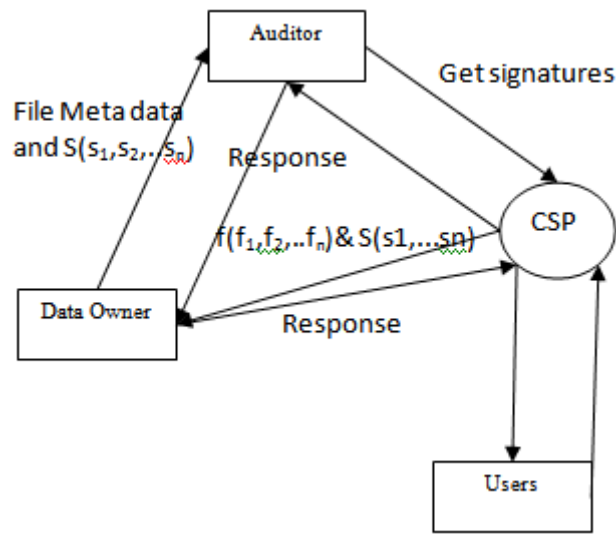 Auditor
Get signatures
File Meta data
and S(s₁,s₂,..sₙ)
Response
f(f₁,f₂,..fₙ)& S(s1,...sn)
CSP
Data Owner
Response
Users